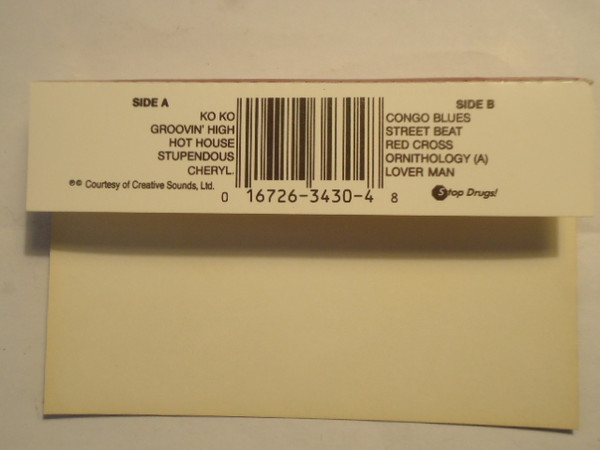 SIDE A
KO KO
GROOVIN' HIGH
HOT HOUSE
STUPENDOUS
CHERYL.
℗© Courtesy of Creative Sounds, Ltd.
0 16726-3430-4 8
SIDE B
CONGO BLUES
STREET BEAT
RED CROSS
ORNITHOLOGY (A)
LOVER MAN
Stop Drugs!